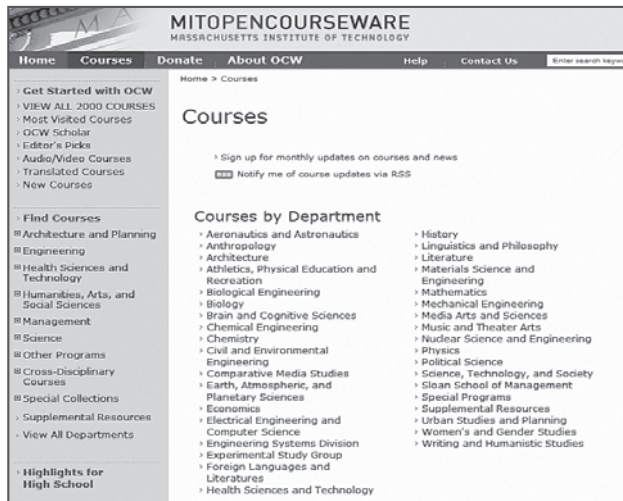 MITOPENCOURSEWARE
MASSACHUSETTS INSTITUTE OF TECHNOLOGY
Home Courses Donate About OCW Help Contact Us Enter search keyw
Home > Courses
› Get Started with OCW
› VIEW ALL 2000 COURSES
› Most Visited Courses
› OCW Scholar
› Editor's Picks
› Audio/Video Courses
› Translated Courses
› New Courses
› Find Courses
Architecture and Planning
Engineering
Health Sciences and
Technology
Humanities, Arts, and
Social Sciences
Management
Science
Other Programs
Cross-Disciplinary
Courses
Special Collections
› Supplemental Resources
› View All Departments
› Highlights for
High School
Courses
› Sign up for monthly updates on courses and news
RSS Notify me of course updates via RSS
Courses by Department
› Aeronautics and Astronautics
› Anthropology
› Architecture
› Athletics, Physical Education and
Recreation
› Biological Engineering
› Biology
› Brain and Cognitive Sciences
› Chemical Engineering
› Chemistry
› Civil and Environmental
Engineering
› Comparative Media Studies
› Earth, Atmospheric, and
Planetary Sciences
› Economics
› Electrical Engineering and
Computer Science
› Engineering Systems Division
› Experimental Study Group
› Foreign Languages and
Literatures
› Health Sciences and Technology
› History
› Linguistics and Philosophy
› Literature
› Materials Science and
Engineering
› Mathematics
› Mechanical Engineering
› Media Arts and Sciences
› Music and Theater Arts
› Nuclear Science and Engineering
› Physics
› Political Science
› Science, Technology, and Society
› Sloan School of Management
› Special Programs
› Supplemental Resources
› Urban Studies and Planning
› Women's and Gender Studies
› Writing and Humanistic Studies